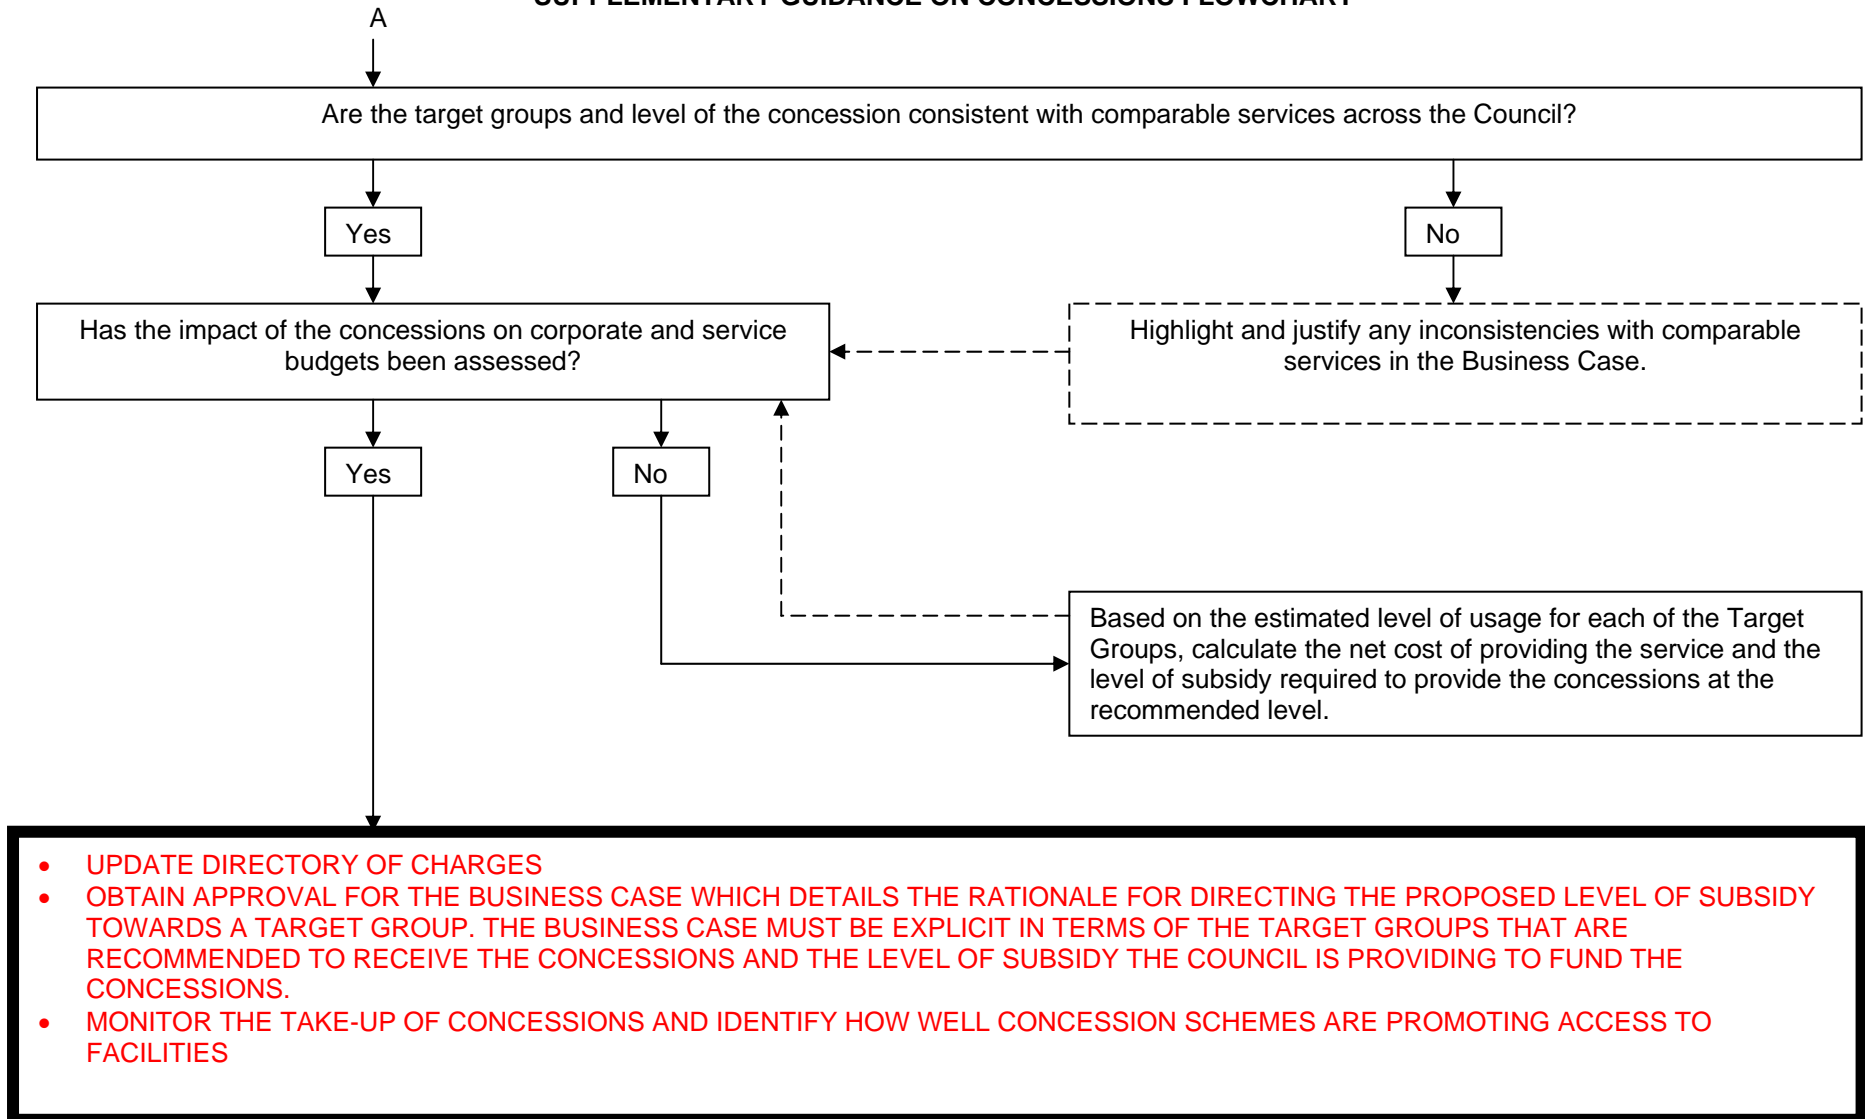 SUPPLEMENTARY GUIDANCE ON CONCESSIONS FLOWCHART
A
Are the target groups and level of the concession consistent with comparable services across the Council?
Yes
No
Has the impact of the concessions on corporate and service
budgets been assessed?
Highlight and justify any inconsistencies with comparable
services in the Business Case.
Yes
No
Based on the estimated level of usage for each of the Target
Groups, calculate the net cost of providing the service and the
level of subsidy required to provide the concessions at the
recommended level.
• UPDATE DIRECTORY OF CHARGES
• OBTAIN APPROVAL FOR THE BUSINESS CASE WHICH DETAILS THE RATIONALE FOR DIRECTING THE PROPOSED LEVEL OF SUBSIDY
TOWARDS A TARGET GROUP. THE BUSINESS CASE MUST BE EXPLICIT IN TERMS OF THE TARGET GROUPS THAT ARE
RECOMMENDED TO RECEIVE THE CONCESSIONS AND THE LEVEL OF SUBSIDY THE COUNCIL IS PROVIDING TO FUND THE
CONCESSIONS.
• MONITOR THE TAKE-UP OF CONCESSIONS AND IDENTIFY HOW WELL CONCESSION SCHEMES ARE PROMOTING ACCESS TO
FACILITIES